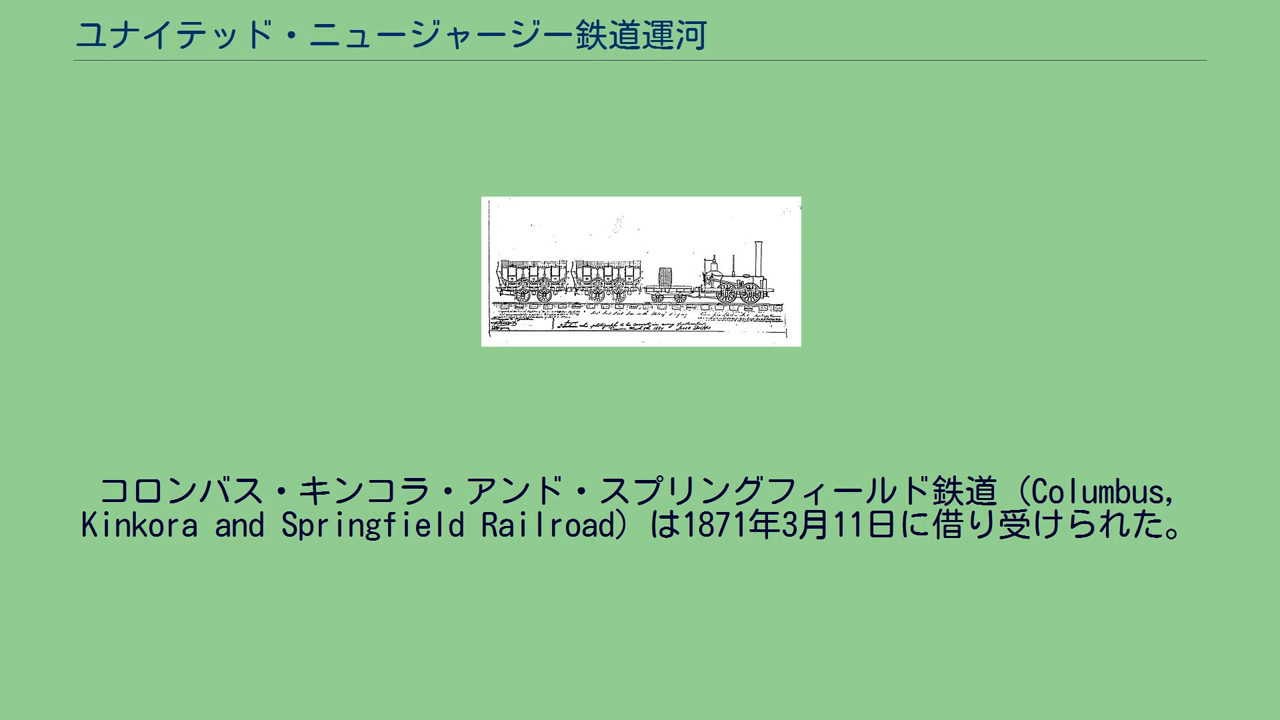 ユナイテッド・ニュージャージー鉄道運河
コロンバス・キンコラ・アンド・スプリングフィールド鉄道（Columbus,
Kinkora and Springfield Railroad）は1871年3月11日に借り受けられた。